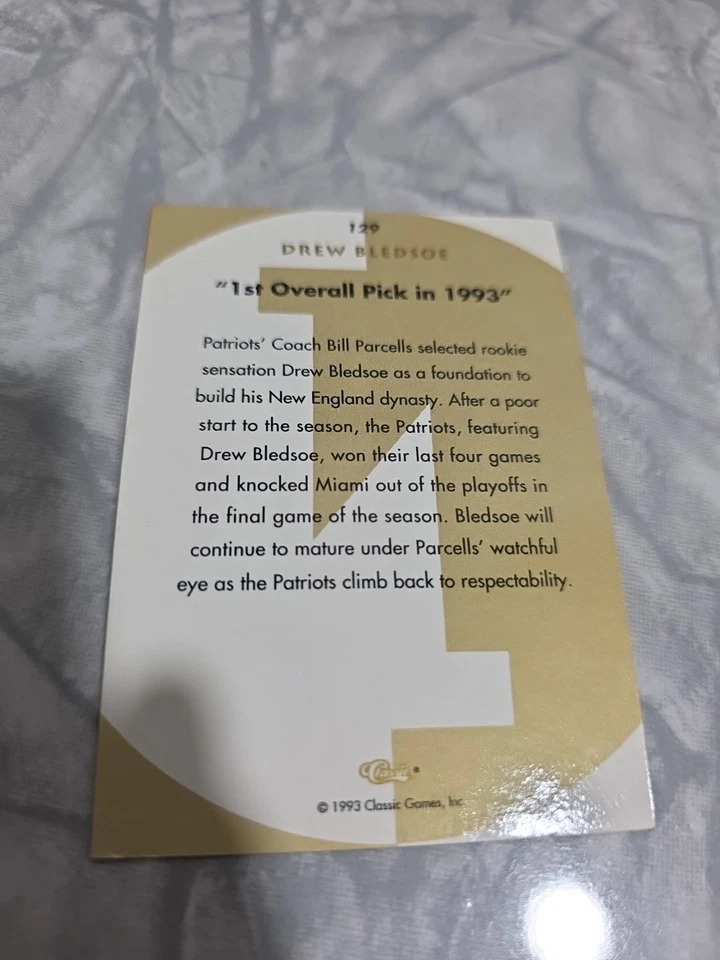 129
DREW BLEDSOE
"1st Overall Pick in 1993"
Patriots' Coach Bill Parcells selected rookie
sensation Drew Bledsoe as a foundation to
build his New England dynasty. After a poor
start to the season, the Patriots, featuring
Drew Bledsoe, won their last four games
and knocked Miami out of the playoffs in
the final game of the season. Bledsoe will
continue to mature under Parcells' watchful
eye as the Patriots climb back to respectability.
Classic®
© 1993 Classic Games, Inc.